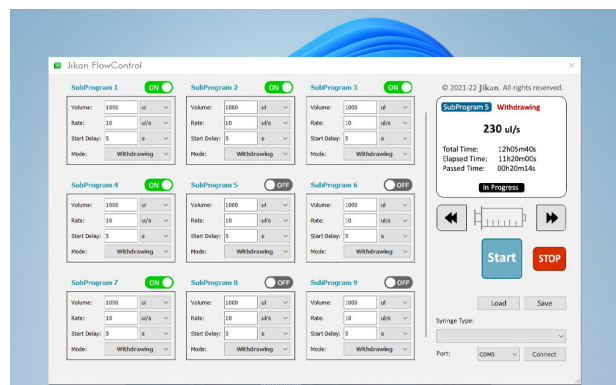 Jikan FlowControl
SubProgram 1 ON
Volume: 1000 ul
Rate: 10 ul/s
Start Delay: 5 s
Mode: Withdrawing
SubProgram 2 ON
Volume: 1000 ul
Rate: 10 ul/s
Start Delay: 5 s
Mode: Withdrawing
SubProgram 3 ON
Volume: 1000 ul
Rate: 10 ul/s
Start Delay: 5 s
Mode: Withdrawing
SubProgram 4 ON
Volume: 1000 ul
Rate: 10 ul/s
Start Delay: 5 s
Mode: Withdrawing
SubProgram 5 OFF
Volume: 1000 ul
Rate: 10 ul/s
Start Delay: 5 s
Mode: Withdrawing
SubProgram 6 OFF
Volume: 1000 ul
Rate: 10 ul/s
Start Delay: 5 s
Mode: Withdrawing
SubProgram 7 ON
Volume: 1000 ul
Rate: 10 ul/s
Start Delay: 5 s
Mode: Withdrawing
SubProgram 8 OFF
Volume: 1000 ul
Rate: 10 ul/s
Start Delay: 5 s
Mode: Withdrawing
SubProgram 9 OFF
Volume: 1000 ul
Rate: 10 ul/s
Start Delay: 5 s
Mode: Withdrawing
© 2021-22 Jikan. All rights reserved.
SubProgram 5 Withdrawing
230 ul/s
Total Time: 12h05m40s
Elapsed Time: 11h20m00s
Passed Time: 00h20m14s
In Progress
Start STOP
Load Save
Syringe Type:
Port: COM5 Connect